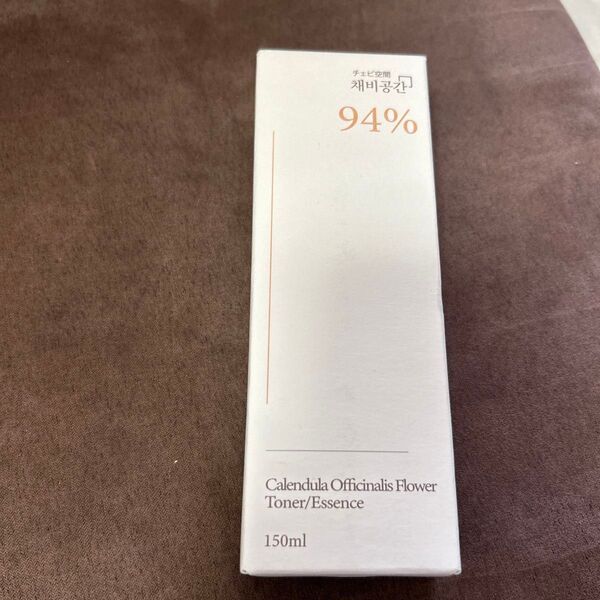 チェビ空間
채비공간
94%
Calendula Officinalis Flower
Toner/Essence
150ml